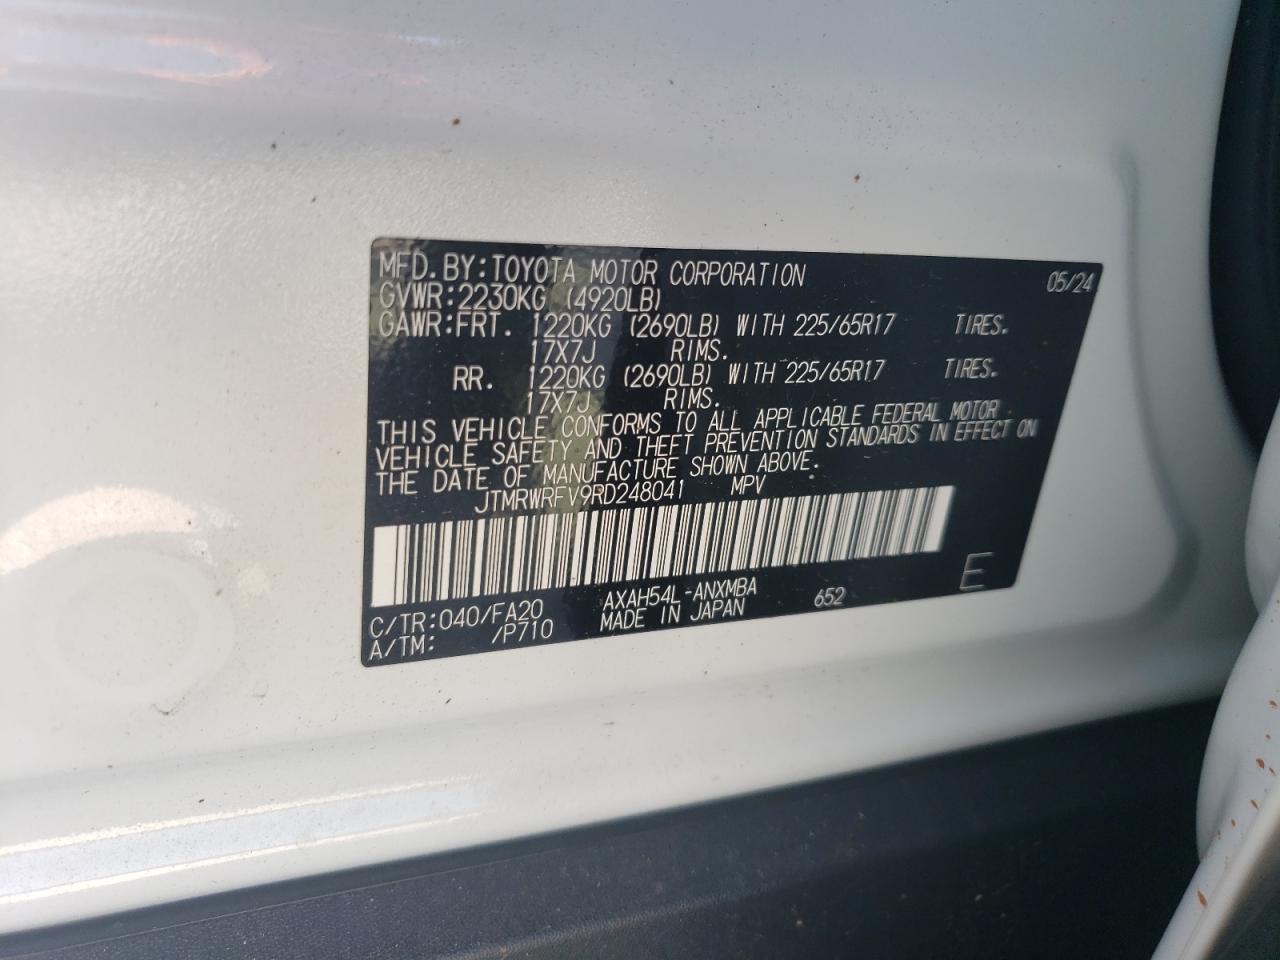 MFD.BY:TOYOTA MOTOR CORPORATION 05/24
GVWR:2230KG (4920LB)
GAWR:FRT. 1220KG (2690LB) WITH 225/65R17 TIRES.
17X7J RIMS.
RR. 1220KG (2690LB) WITH 225/65R17 TIRES.
17X7J RIMS.
THIS VEHICLE CONFORMS TO ALL APPLICABLE FEDERAL MOTOR
VEHICLE SAFETY AND THEFT PREVENTION STANDARDS IN EFFECT ON
THE DATE OF MANUFACTURE SHOWN ABOVE.
JTMRWRFV9RD248041 MPV
C/TR:040/FA20 AXAH54L-ANXMBA 652 E
A/TM: /P710 MADE IN JAPAN